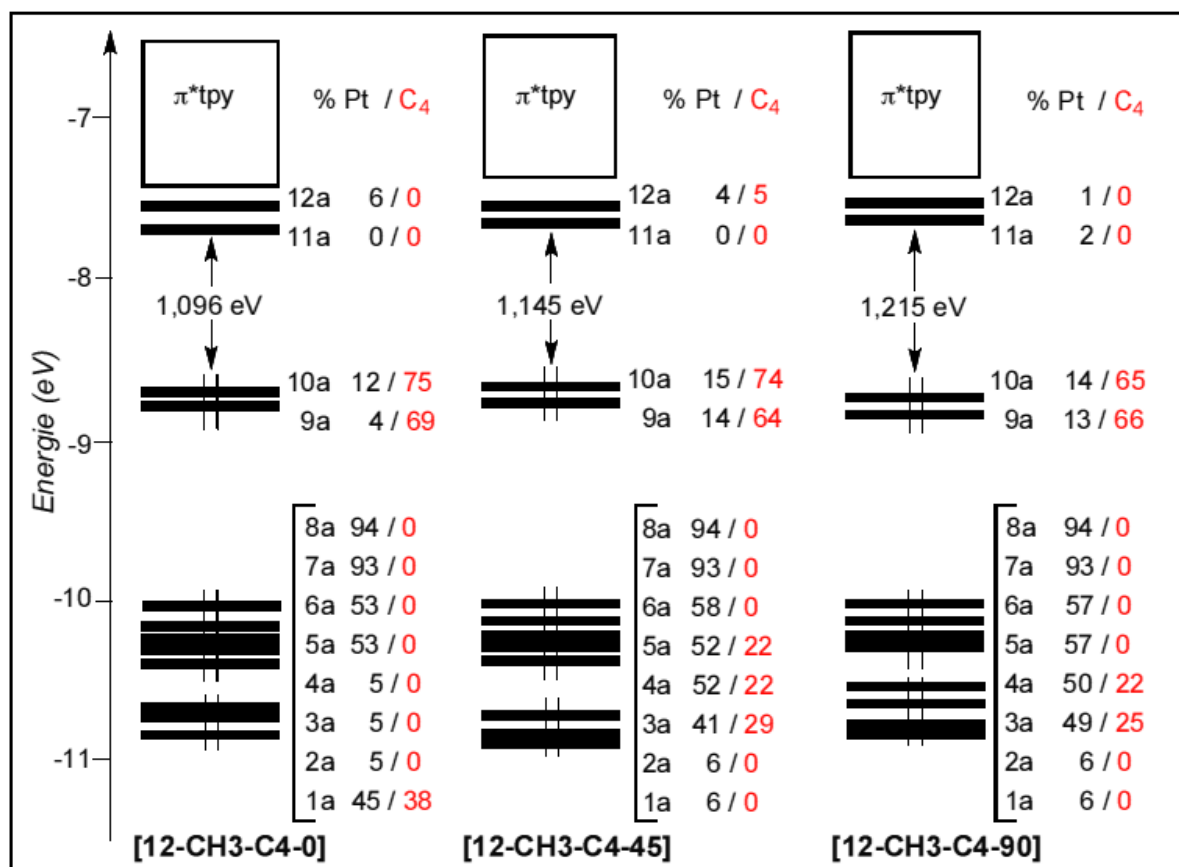 π*tpy % Pt / C4 π*tpy % Pt / C4 π*tpy % Pt / C4
-7
12a 6 / 0 12a 4 / 5 12a 1 / 0
11a 0 / 0 11a 0 / 0 11a 2 / 0
-8
1,096 eV 1,145 eV 1,215 eV
10a 12 / 75 10a 15 / 74 10a 14 / 65
9a 4 / 69 9a 14 / 64 9a 13 / 66
-9
Energie (eV)
8a 94 / 0 8a 94 / 0 8a 94 / 0
7a 93 / 0 7a 93 / 0 7a 93 / 0
-10 6a 53 / 0 6a 58 / 0 6a 57 / 0
5a 53 / 0 5a 52 / 22 5a 57 / 0
4a 5 / 0 4a 52 / 22 4a 50 / 22
3a 5 / 0 3a 41 / 29 3a 49 / 25
-11 2a 5 / 0 2a 6 / 0 2a 6 / 0
1a 45 / 38 1a 6 / 0 1a 6 / 0
[12-CH3-C4-0] [12-CH3-C4-45] [12-CH3-C4-90]